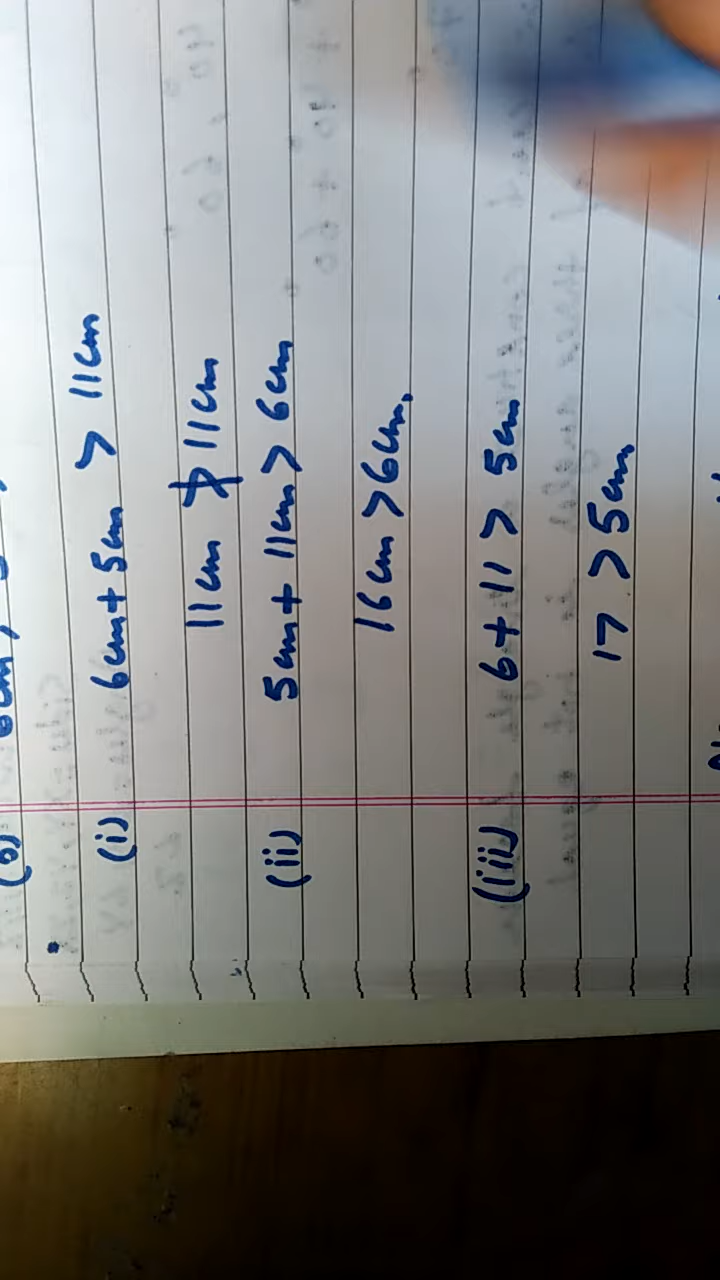 (b)
(i) 6cm + 5cm > 11cm
11cm ≯ 11cm
(ii) 5cm + 11cm > 6cm
16cm > 6cm.
(iii) 6 + 11 > 5cm
17 > 5cm